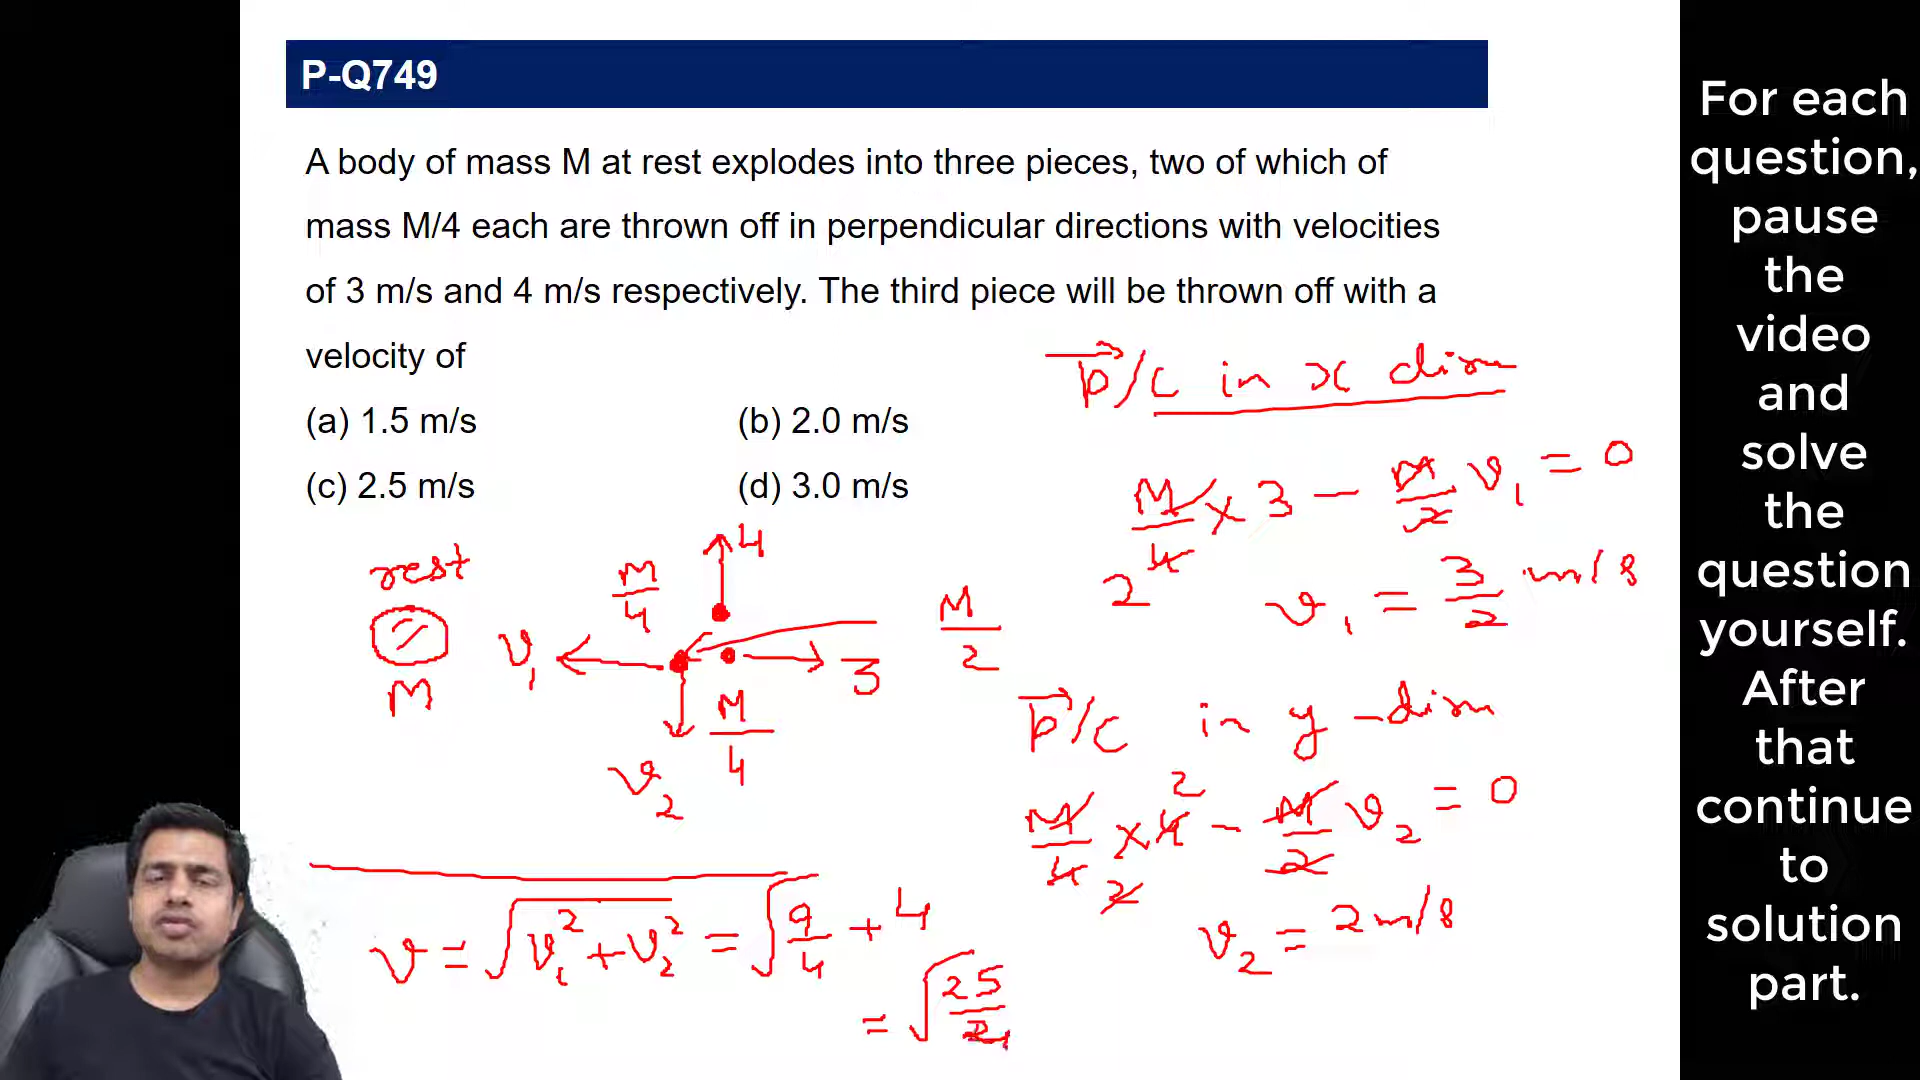 P-Q749
A body of mass M at rest explodes into three pieces, two of which of
mass M/4 each are thrown off in perpendicular directions with velocities
of 3 m/s and 4 m/s respectively. The third piece will be thrown off with a
velocity of
(a) 1.5 m/s (b) 2.0 m/s
(c) 2.5 m/s (d) 3.0 m/s
rest
M
M/4
4
v₁
3
M/2
M/4
v₂
p⃗/c in x dirn
M/4 × 3 − M/2 v₁ = 0
2
v₁ = 3/2 m/s
p⃗/c in y-dirn
M/4 × 4 − M/2 v₂ = 0
2
2
v₂ = 2 m/s
v = √(v₁² + v₂²) = √(9/4 + 4
= √(25/4
For each
question,
pause
the
video
and
solve
the
question
yourself.
After
that
continue
to
solution
part.